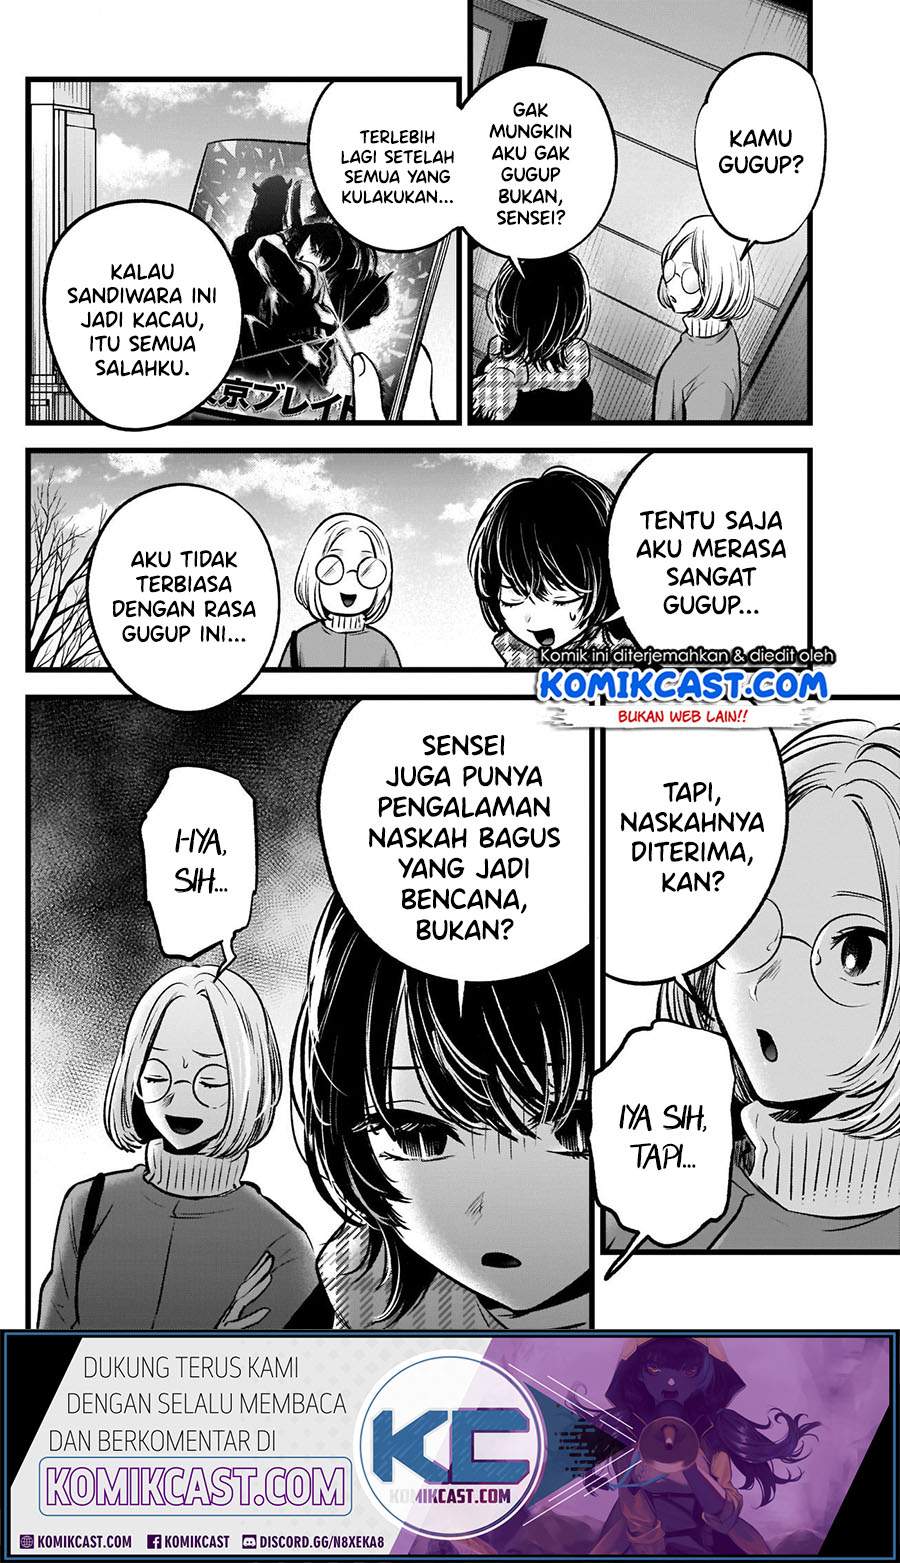 KAMU
GUGUP?
GAK
MUNGKIN
AKU GAK
GUGUP
BUKAN,
SENSEI?
TERLEBIH
LAGI SETELAH
SEMUA YANG
KULAKUKAN...
KALAU
SANDIWARA INI
JADI KACAU,
ITU SEMUA
SALAHKU.
京ブレイド
TENTU SAJA
AKU MERASA
SANGAT
GUGUP...
AKU TIDAK
TERBIASA
DENGAN RASA
GUGUP INI...
Komik ini diterjemahkan & diedit oleh
KOMIKCAST.COM
BUKAN WEB LAIN!!
TAPI,
NASKAHNYA
DITERIMA,
KAN?
IYA SIH,
TAPI...
SENSEI
JUGA PUNYA
PENGALAMAN
NASKAH BAGUS
YANG JADI
BENCANA,
BUKAN?
I-IYA,
SIH...
DUKUNG TERUS KAMI
DENGAN SELALU MEMBACA
DAN BERKOMENTAR DI
KOMIKCAST.COM
KC
KOMIKCAST.COM
KOMIKCAST.COM
KOMIKCAST
DISCORD.GG/N8XEKA8